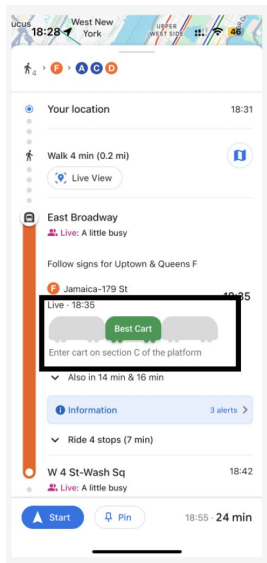 ucus
West New
York
UPPER
WEST SIDE
18:28
46
4 › F › A C D
Your location 18:31
Walk 4 min (0.2 mi)
Live View
East Broadway
Live: A little busy
Follow signs for Uptown & Queens F
F Jamaica-179 St
18:35
Live · 18:35
Best Cart
Enter cart on section C of the platform
Also in 14 min & 16 min
Information 3 alerts
Ride 4 stops (7 min)
W 4 St-Wash Sq 18:42
Live: A little busy
Start Pin 18:55 · 24 min